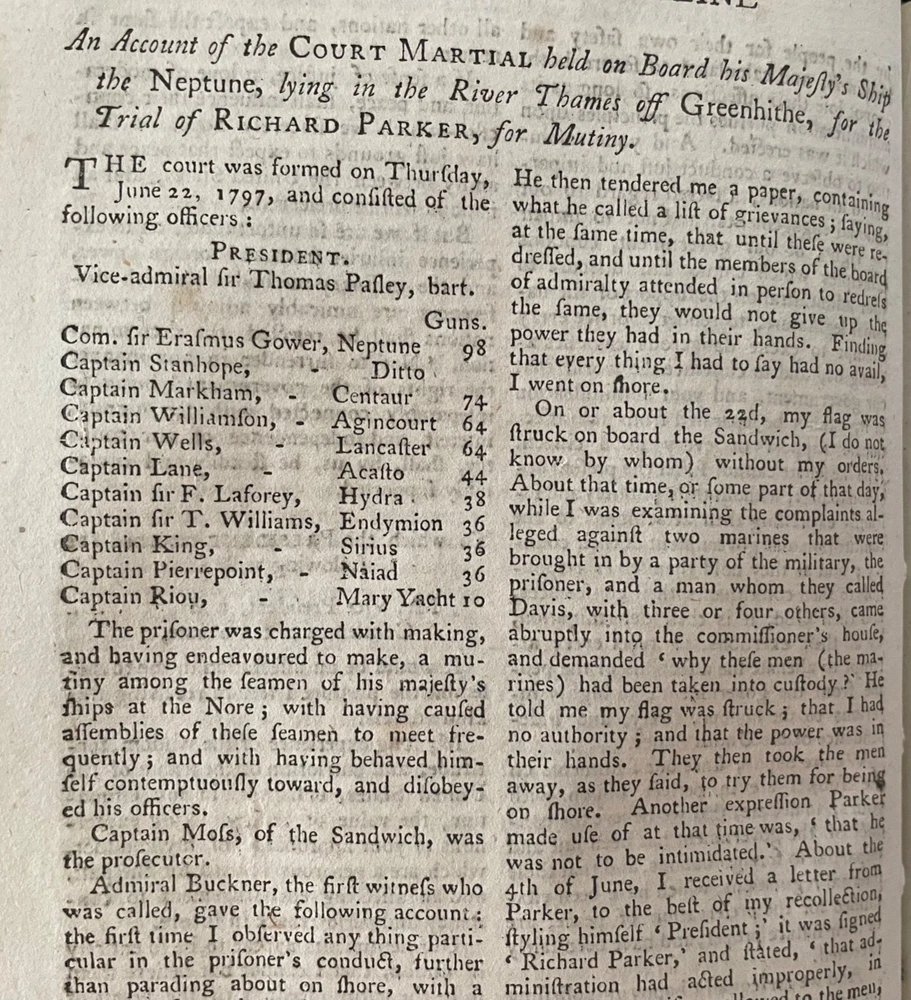 An Account of the COURT MARTIAL held on Board his Majeſty's Ship
the Neptune, lying in the River Thames off Greenhithe, for the
Trial of RICHARD PARKER, for Mutiny.
THE court was formed on Thurſday,
June 22, 1797, and conſiſted of the
following officers:
PRESIDENT.
Vice-admiral ſir Thomas Paſley, bart.
Guns.
Com. ſir Eraſmus Gower, Neptune 98
Captain Stanhope, - Ditto
Captain Markham, - Centaur 74
Captain Williamſon, - Agincourt 64
Captain Wells, - Lancaſter 64
Captain Lane, - Acaſto 44
Captain ſir F. Laforey, Hydra 38
Captain ſir T. Williams, Endymion 36
Captain King, - Sirius 36
Captain Pierrepoint, - Naiad 36
Captain Riou, - Mary Yacht 10
The priſoner was charged with making,
and having endeavoured to make, a mu-
tiny among the ſeamen of his majeſty's
ſhips at the Nore; with having cauſed
aſſemblies of theſe ſeamen to meet fre-
quently; and with having behaved him-
ſelf contemptuouſly toward, and diſobey-
ed his officers.
Captain Moſs, of the Sandwich, was
the proſecutor.
Admiral Buckner, the firſt witneſs who
was called, gave the following account:
the firſt time I obſerved any thing parti-
cular in the priſoner's conduct, further
than parading about on ſhore, with a
He then tendered me a paper, containing
what he called a liſt of grievances; ſaying,
at the ſame time, that until theſe were re-
dreſſed, and until the members of the board
of admiralty attended in perſon to redreſs
the ſame, they would not give up the
power they had in their hands. Finding
that every thing I had to ſay had no avail,
I went on ſhore.
On or about the 22d, my flag was
ſtruck on board the Sandwich, (I do not
know by whom) without my orders.
About that time, or ſome part of that day,
while I was examining the complaints al-
leged againſt two marines that were
brought in by a party of the military, the
priſoner, and a man whom they called
Davis, with three or four others, came
abruptly into the commiſſioner's houſe,
and demanded ‘ why theſe men (the ma-
rines) had been taken into cuſtody?’ He
told me my flag was ſtruck; that I had
no authority; and that the power was in
their hands. They then took the men
away, as they ſaid, to try them for being
on ſhore. Another expreſſion Parker
made uſe of at that time was, ‘ that he
was not to be intimidated.’ About the
4th of June, I received a letter from
Parker, to the beſt of my recollection,
ſtyling himſelf ‘ Preſident;’ it was ſigned
‘ Richard Parker,’ and ſtated, ‘ that ad-
miniſtration had acted improperly, in
to the men,